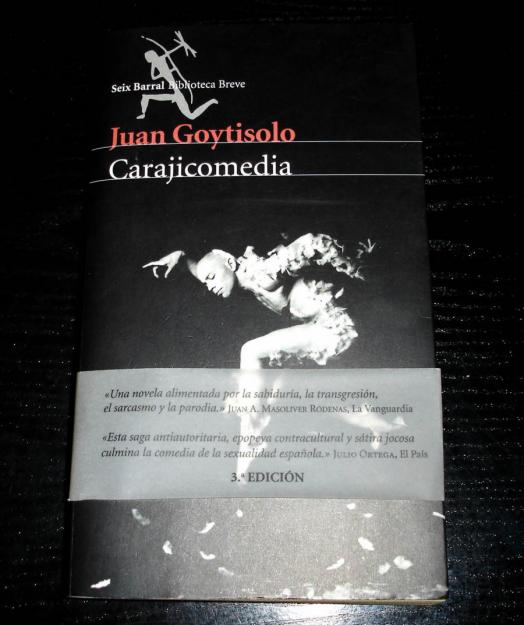 Seix Barral Biblioteca Breve
Juan Goytisolo
Carajicomedia
«Una novela alimentada por la sabiduría, la transgresión,
el sarcasmo y la parodia.» JUAN A. MASOLIVER RÓDENAS, LA VANGUARDIA
«Esta saga antiautoritaria, epopeya contracultural y sátira jocosa
culmina la comedia de la sexualidad española.» JULIO ORTEGA, EL PAÍS
3.ª EDICIÓN